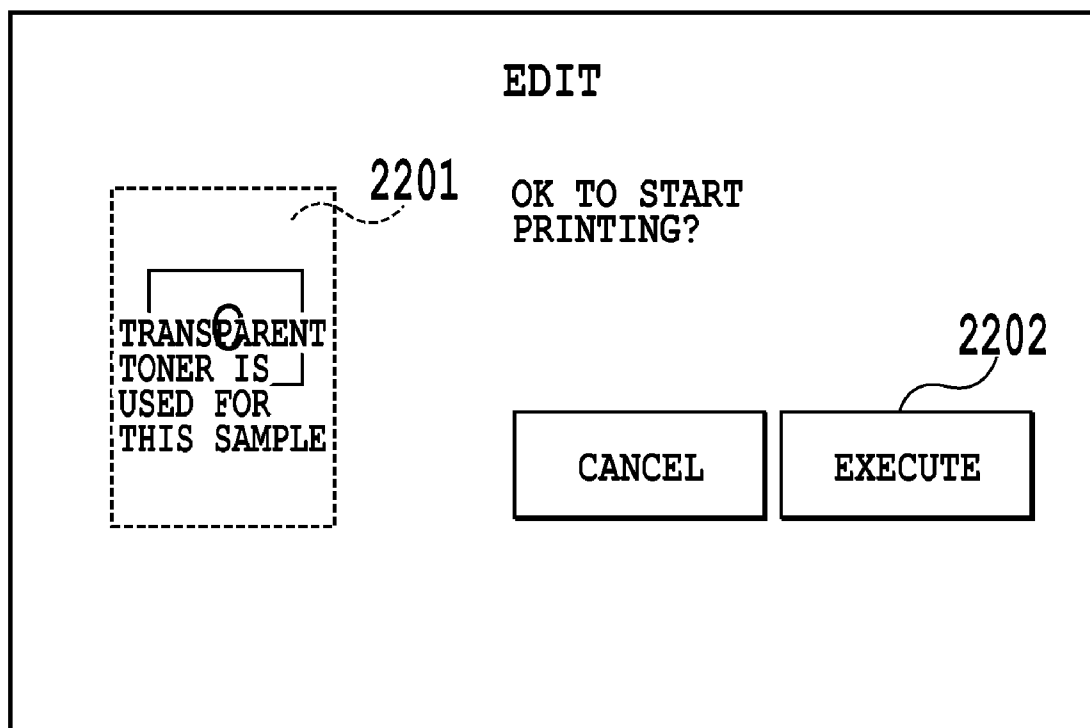 EDIT
2201
OK TO START
PRINTING?
C
TRANSPARENT
TONER IS
USED FOR
THIS SAMPLE
2202
CANCEL
EXECUTE